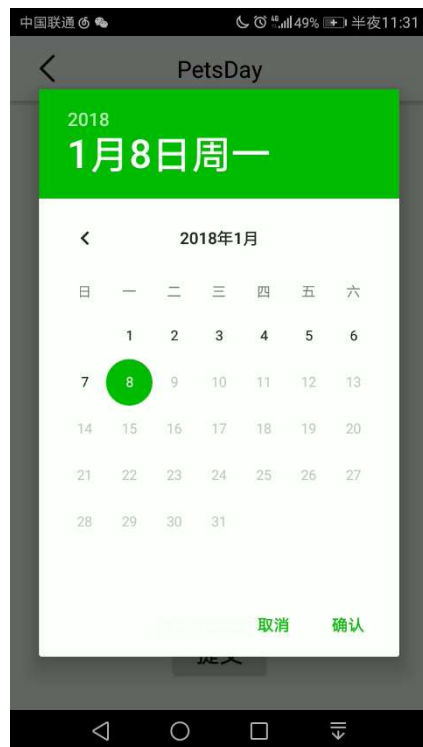 中国联通 49% 半夜11:31
PetsDay
2018
1月8日周一
2018年1月
日 一 二 三 四 五 六
1 2 3 4 5 6
7 8 9 10 11 12 13
14 15 16 17 18 19 20
21 22 23 24 25 26 27
28 29 30 31
取消 确认
提交